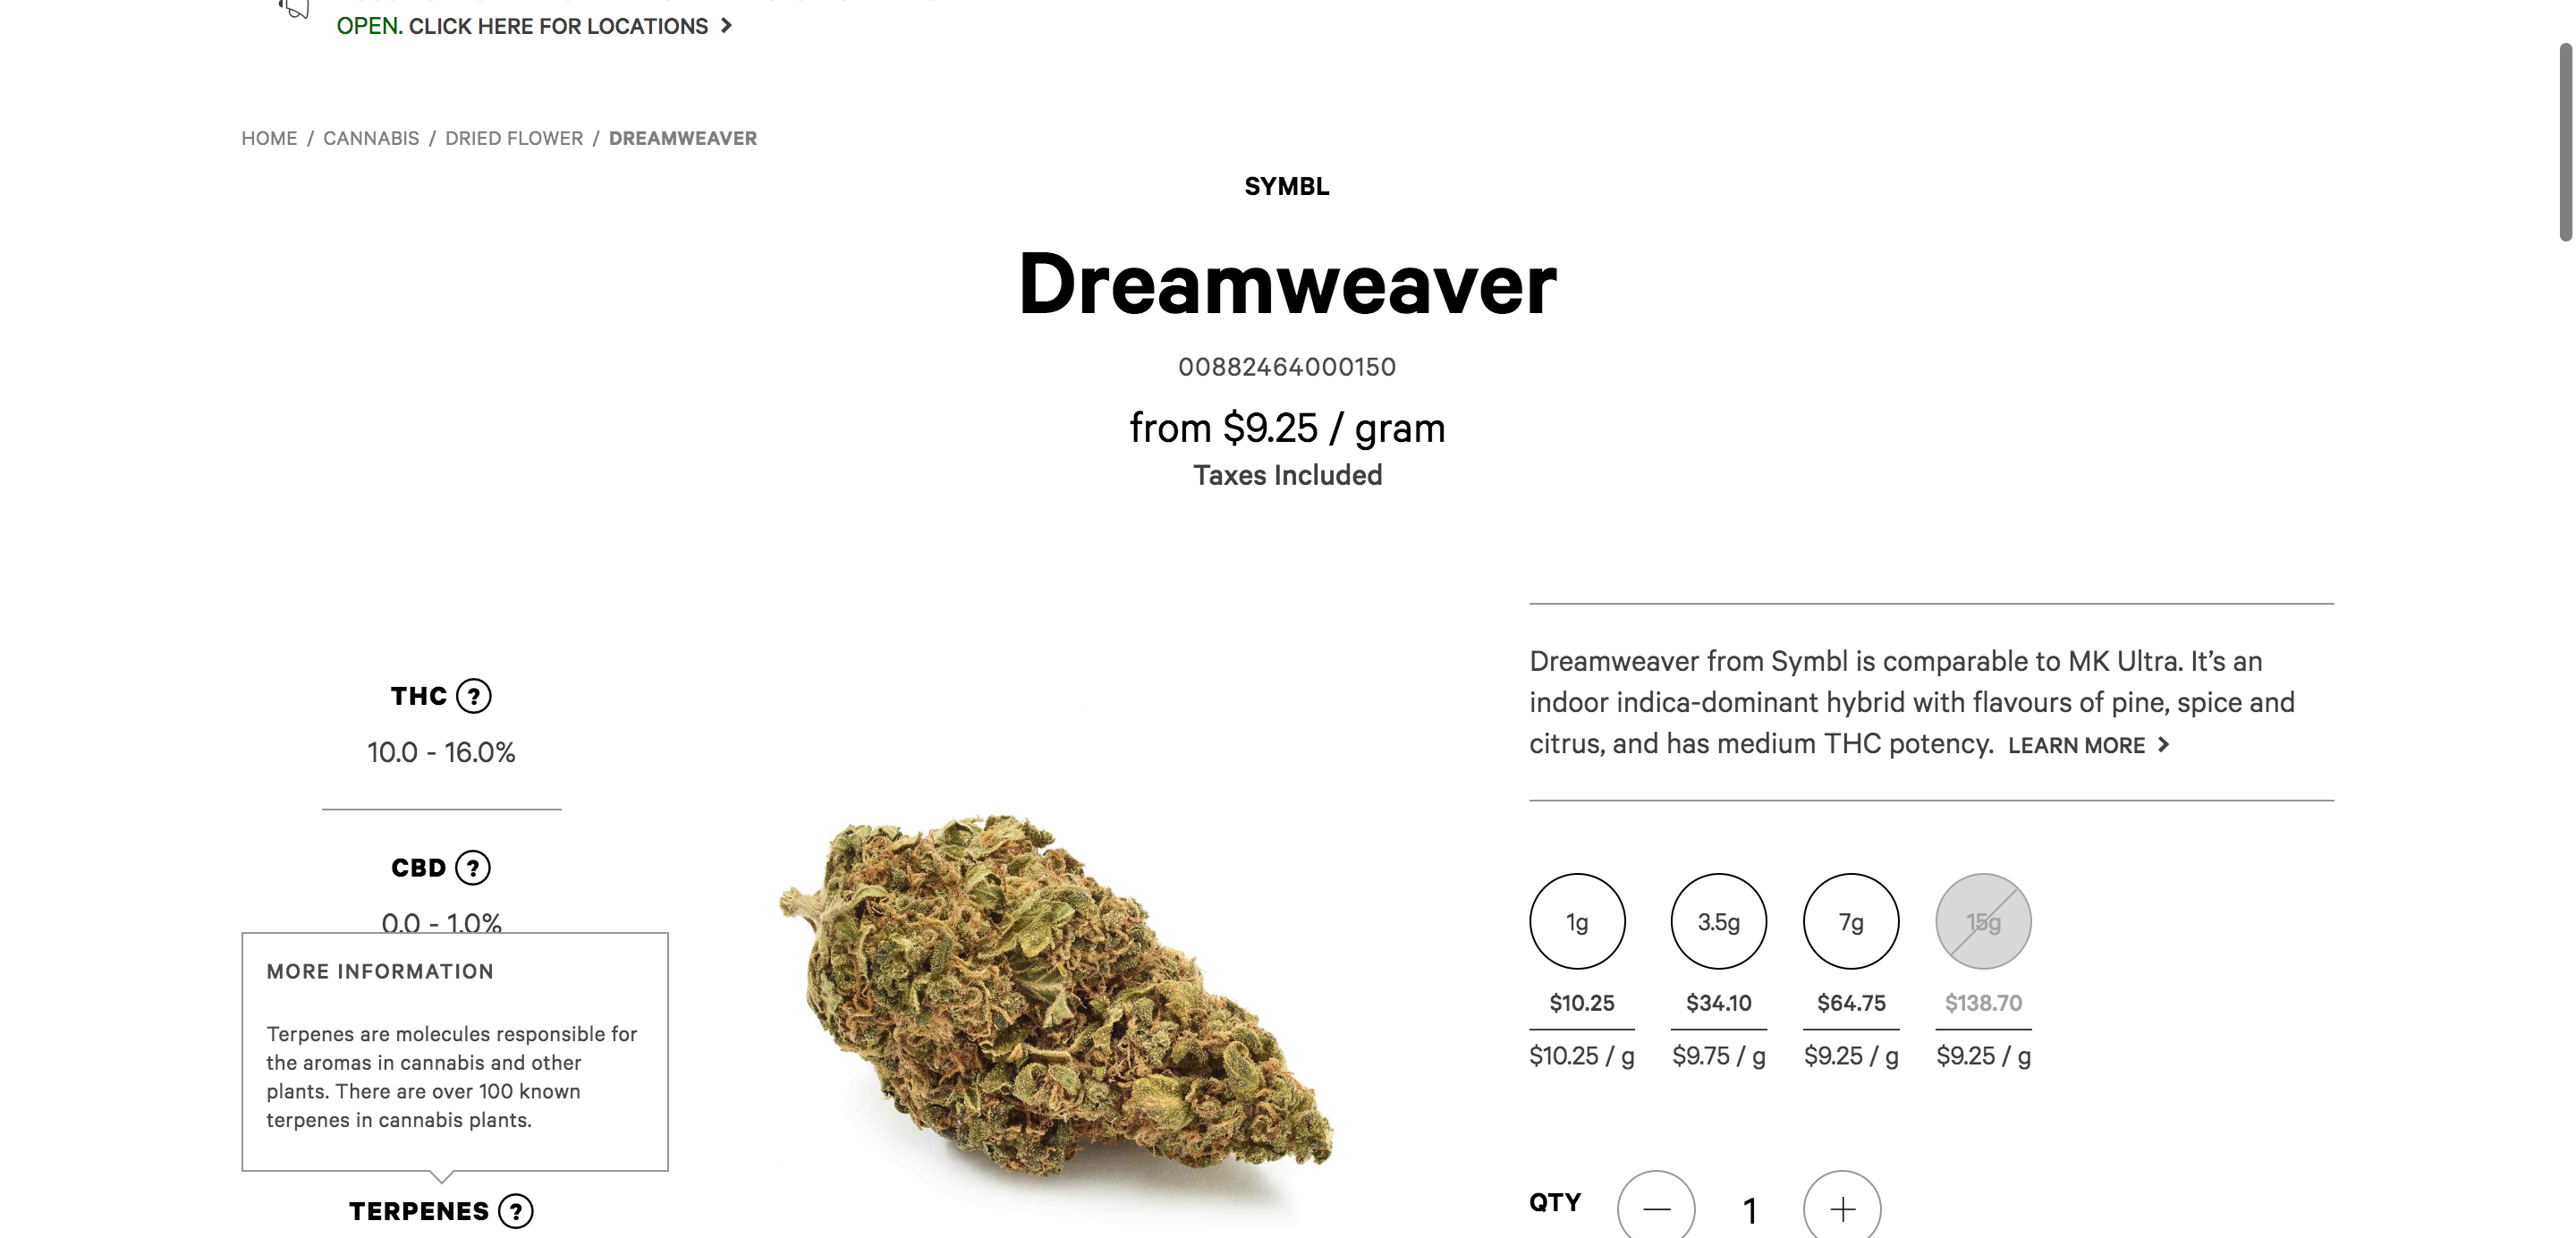 OPEN. CLICK HERE FOR LOCATIONS
HOME / CANNABIS / DRIED FLOWER / DREAMWEAVER
SYMBL
Dreamweaver
00882464000150
from $9.25 / gram
Taxes Included
THC ?
10.0 - 16.0%
CBD ?
0.0 - 1.0%
MORE INFORMATION
Terpenes are molecules responsible for
the aromas in cannabis and other
plants. There are over 100 known
terpenes in cannabis plants.
TERPENES ?
Dreamweaver from Symbl is comparable to MK Ultra. It’s an
indoor indica-dominant hybrid with flavours of pine, spice and
citrus, and has medium THC potency. LEARN MORE
1g 3.5g 7g 15g
$10.25 $34.10 $64.75 $138.70
$10.25 / g $9.75 / g $9.25 / g $9.25 / g
QTY — 1 +